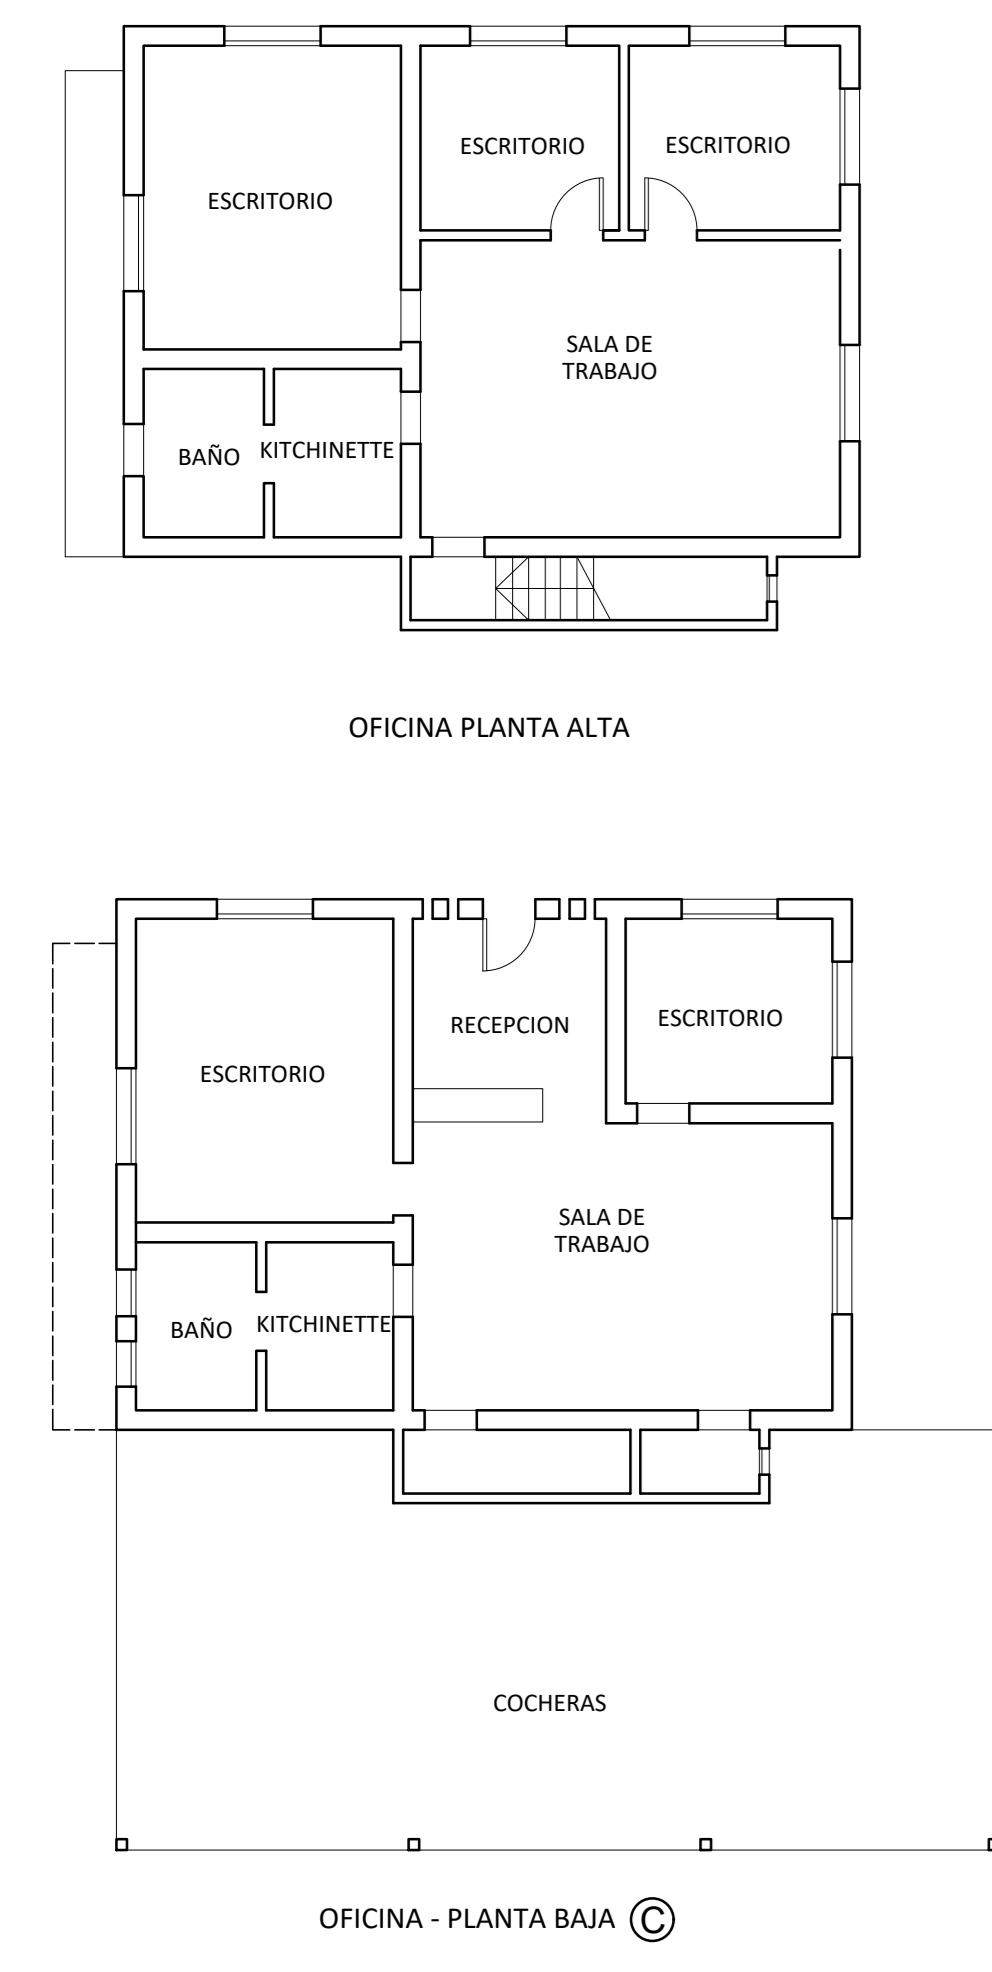 ESCRITORIO
ESCRITORIO
ESCRITORIO
SALA DE
TRABAJO
BAÑO
KITCHINETTE
OFICINA PLANTA ALTA
RECEPCION
ESCRITORIO
ESCRITORIO
SALA DE
TRABAJO
BAÑO
KITCHINETTE
COCHERAS
OFICINA - PLANTA BAJA Ⓒ